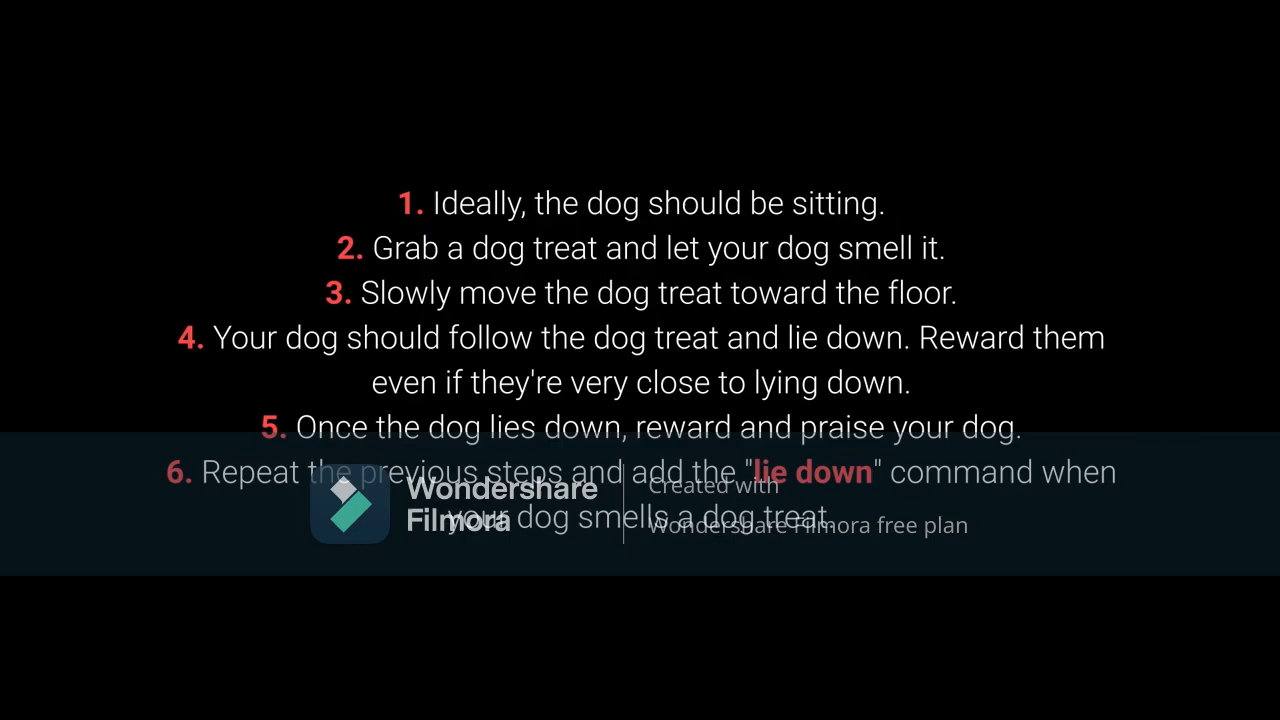 1. Ideally, the dog should be sitting.
2. Grab a dog treat and let your dog smell it.
3. Slowly move the dog treat toward the floor.
4. Your dog should follow the dog treat and lie down. Reward them
even if they're very close to lying down.
5. Once the dog lies down, reward and praise your dog.
6. Repeat the previous steps and add the "lie down" command when
your dog smells a dog treat.
Wondershare
Filmora
Created with
Wondershare Filmora free plan